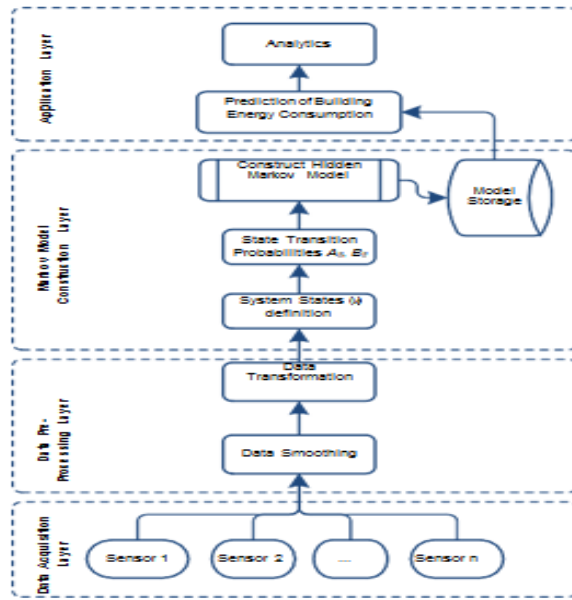 Application Layer
Analytics
Prediction of Building
Energy Consumption
Markov Model
Construction Layer
Construct Hidden
Markov Model
Model
Storage
State Transition
Probabilities
System States
definition
Data Pre-
Processing Layer
Data
Transformation
Data Smoothing
Data Acquisition
Layer
Sensor 1
Sensor 2
...
Sensor n